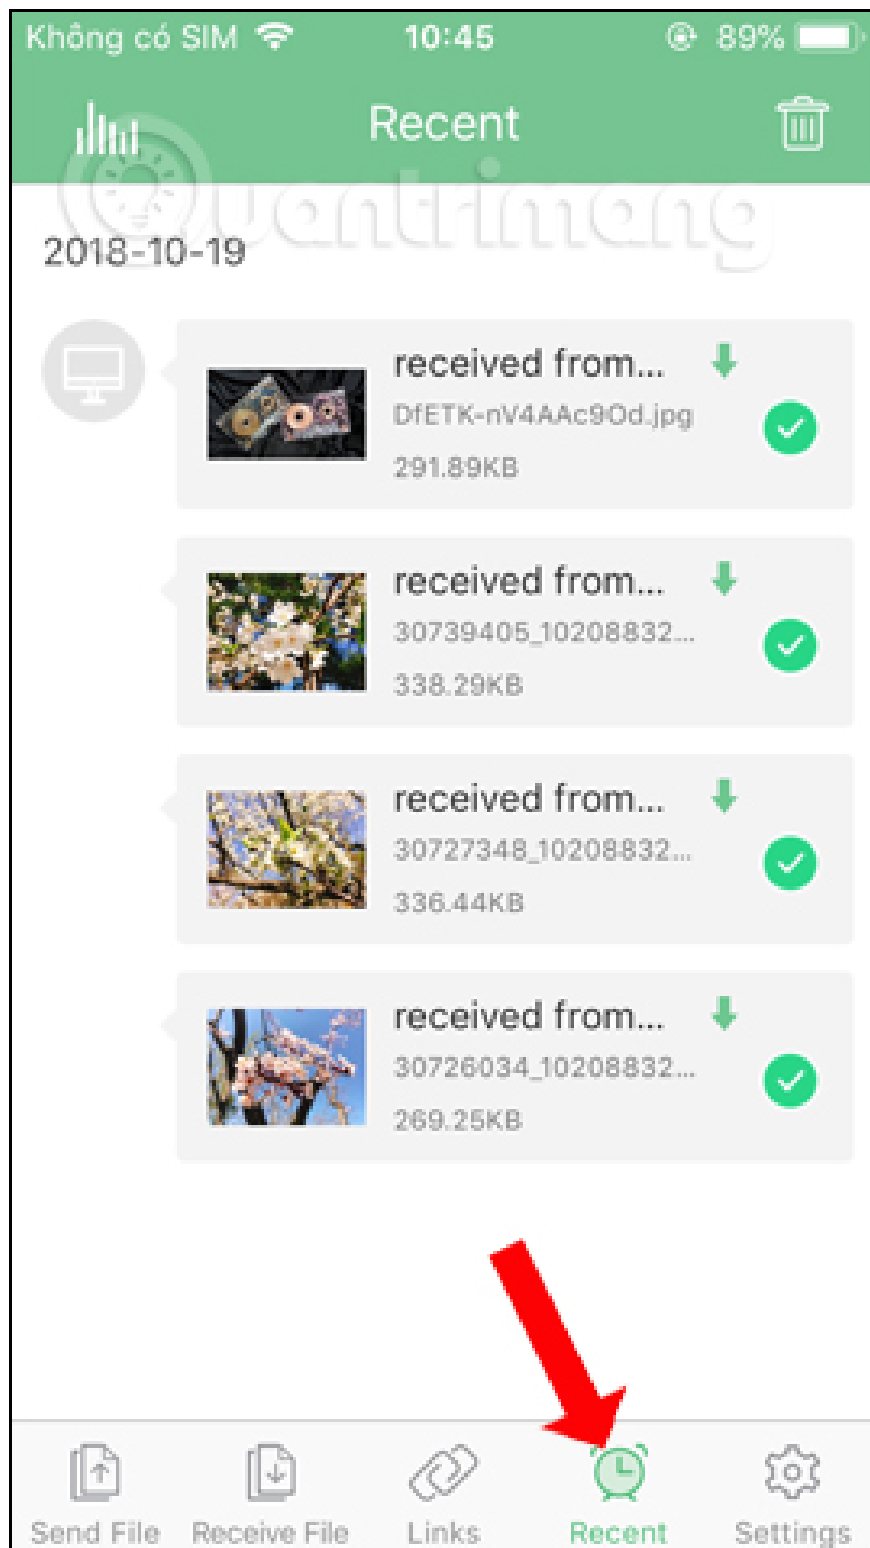 Không có SIM 10:45 89%
Recent
Quantrimang
2018-10-19
received from...
DfETK-nV4AAc9Od.jpg
291.89KB
received from...
30739405_10208832...
338.29KB
received from...
30727348_10208832...
336.44KB
received from...
30726034_10208832...
269.25KB
Send File Receive File Links Recent Settings